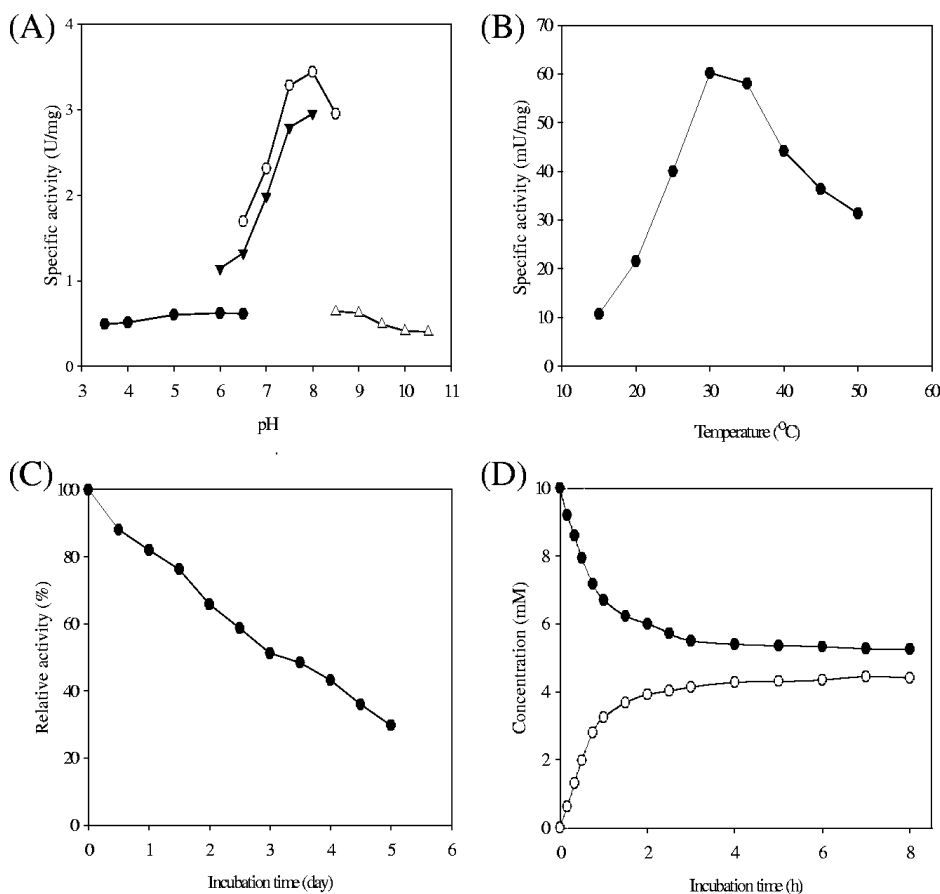 (A)
Specific activity (U/mg)
4
3
2
1
0
3 4 5 6 7 8 9 10 11
pH
(B)
Specific activity (mU/mg)
70
60
50
40
30
20
10
0
10 20 30 40 50 60
Temperature (°C)
(C)
Relative activity (%)
100
80
60
40
20
0
0 1 2 3 4 5 6
Incubation time (day)
(D)
Concentration (mM)
10
8
6
4
2
0
0 2 4 6 8
Incubation time (h)